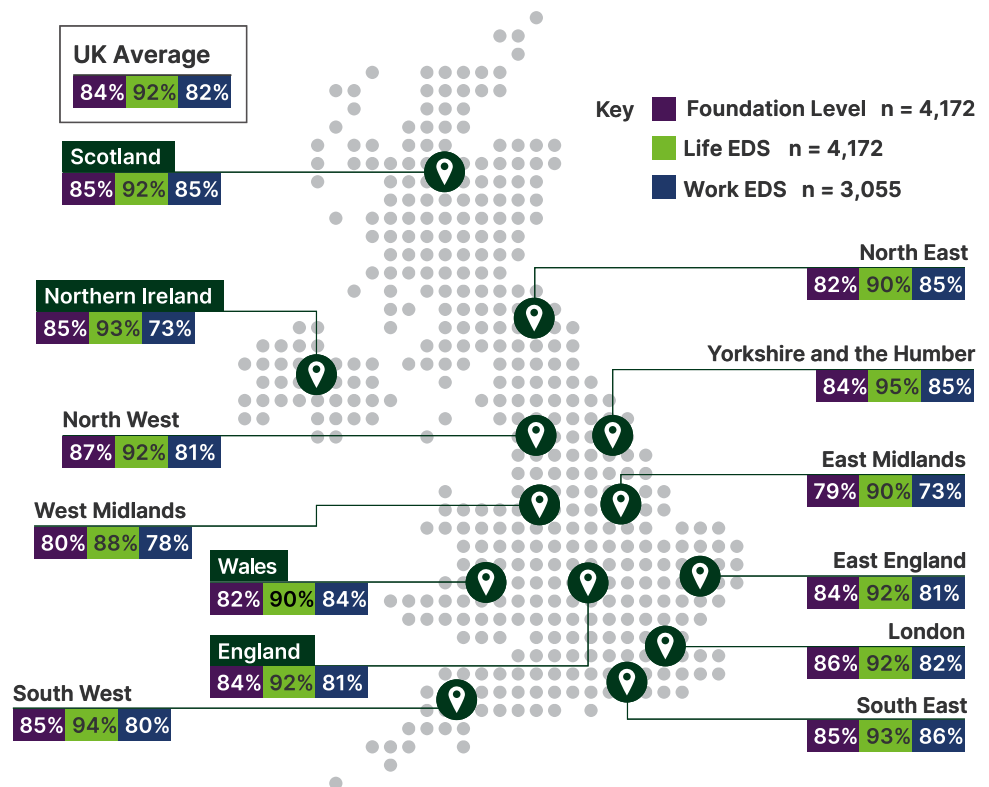 UK Average
84% 92% 82%
Key
Foundation Level n = 4,172
Life EDS n = 4,172
Work EDS n = 3,055
Scotland
85% 92% 85%
North East
82% 90% 85%
Northern Ireland
85% 93% 73%
Yorkshire and the Humber
84% 95% 85%
North West
87% 92% 81%
East Midlands
79% 90% 73%
West Midlands
80% 88% 78%
Wales
82% 90% 84%
East England
84% 92% 81%
England
84% 92% 81%
London
86% 92% 82%
South West
85% 94% 80%
South East
85% 93% 86%